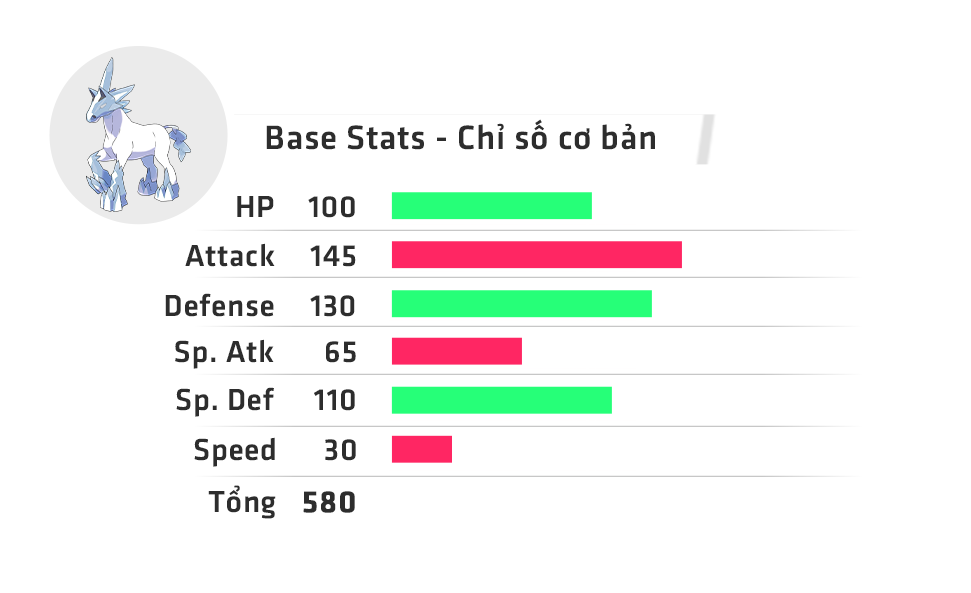 Base Stats - Chỉ số cơ bản
HP 100
Attack 145
Defense 130
Sp. Atk 65
Sp. Def 110
Speed 30
Tổng 580